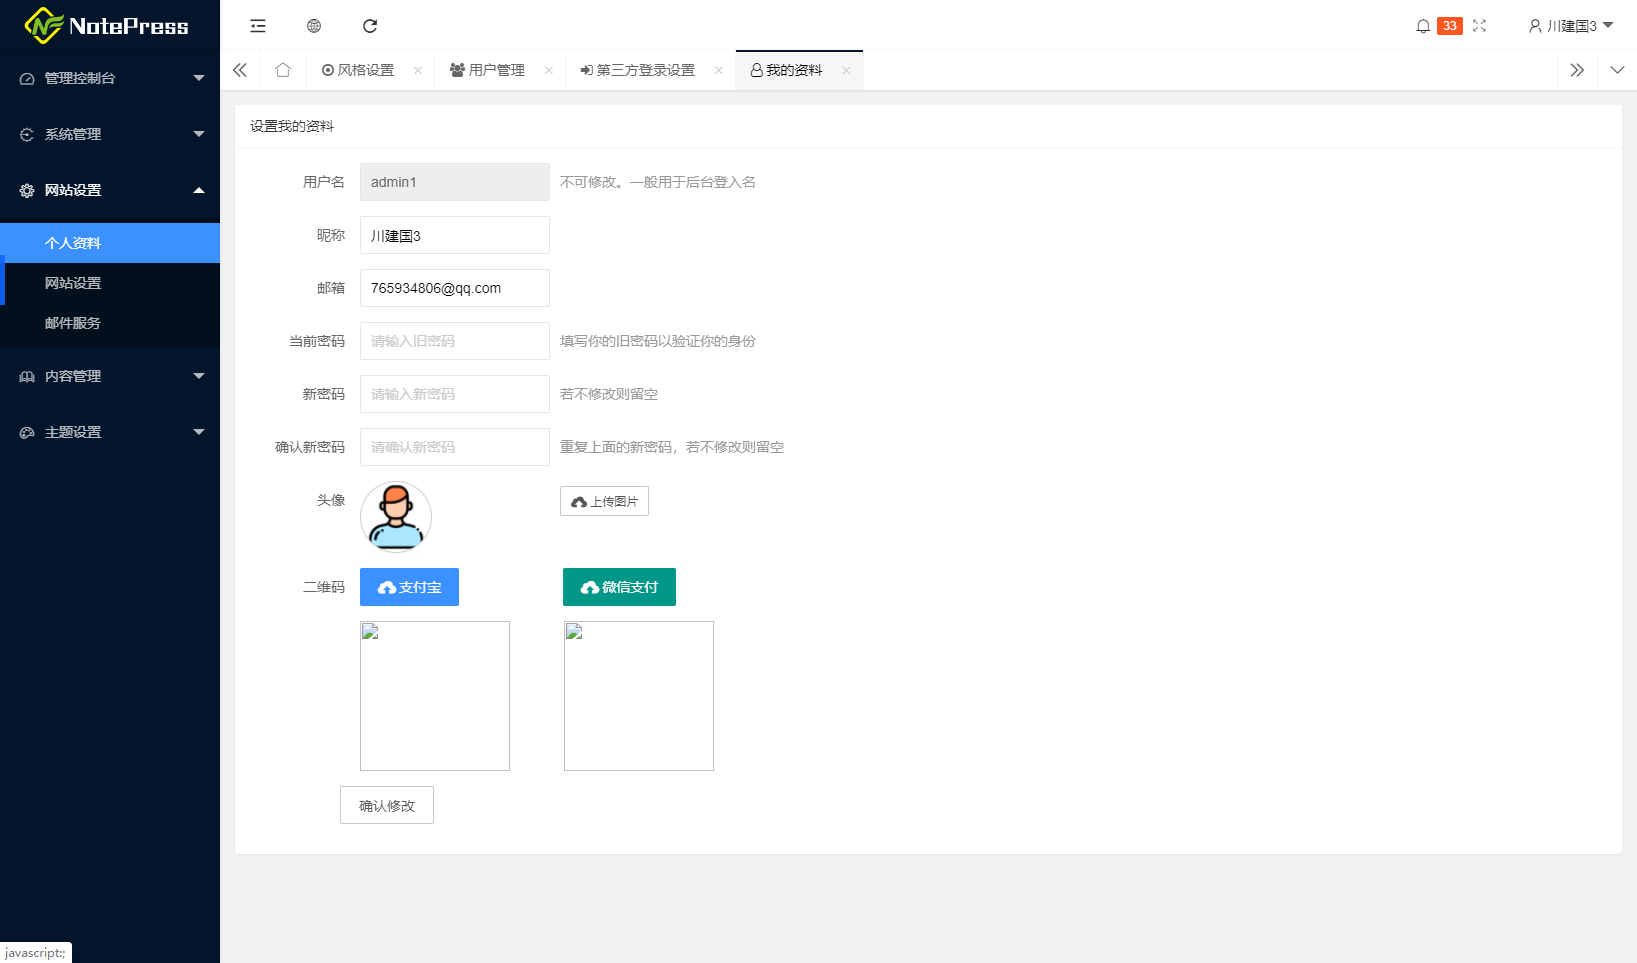 NotePress
33
川建国3
管理控制台
系统管理
网站设置
个人资料
网站设置
邮件服务
内容管理
主题设置
风格设置
用户管理
第三方登录设置
我的资料
设置我的资料
用户名 admin1 不可修改。一般用于后台登入名
昵称 川建国3
邮箱 765934806@qq.com
当前密码 请输入旧密码 填写你的旧密码以验证你的身份
新密码 请输入新密码 若不修改则留空
确认新密码 请确认新密码 重复上面的新密码，若不修改则留空
头像 上传图片
二维码 支付宝 微信支付
确认修改
javascript:;